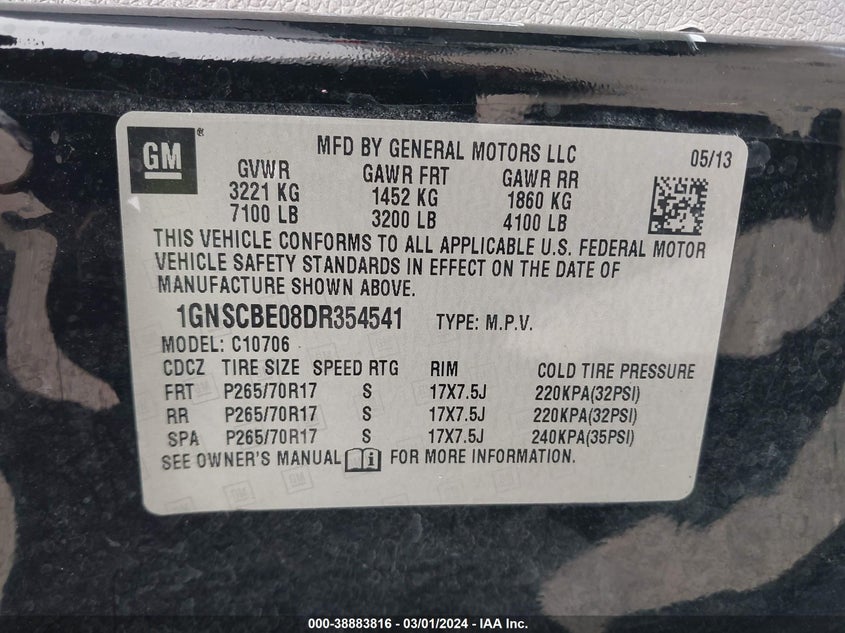 GM®
MFD BY GENERAL MOTORS LLC 05/13
GVWR GAWR FRT GAWR RR
3221 KG 1452 KG 1860 KG
7100 LB 3200 LB 4100 LB
THIS VEHICLE CONFORMS TO ALL APPLICABLE U.S. FEDERAL MOTOR
VEHICLE SAFETY STANDARDS IN EFFECT ON THE DATE OF
MANUFACTURE SHOWN ABOVE.
1GNSCBE08DR354541 TYPE: M.P.V.
MODEL: C10706
CDCZ TIRE SIZE SPEED RTG RIM COLD TIRE PRESSURE
FRT P265/70R17 S 17X7.5J 220KPA(32PSI)
RR P265/70R17 S 17X7.5J 220KPA(32PSI)
SPA P265/70R17 S 17X7.5J 240KPA(35PSI)
SEE OWNER'S MANUAL i FOR MORE INFORMATION.
000-38883816 - 03/01/2024 - IAA Inc.